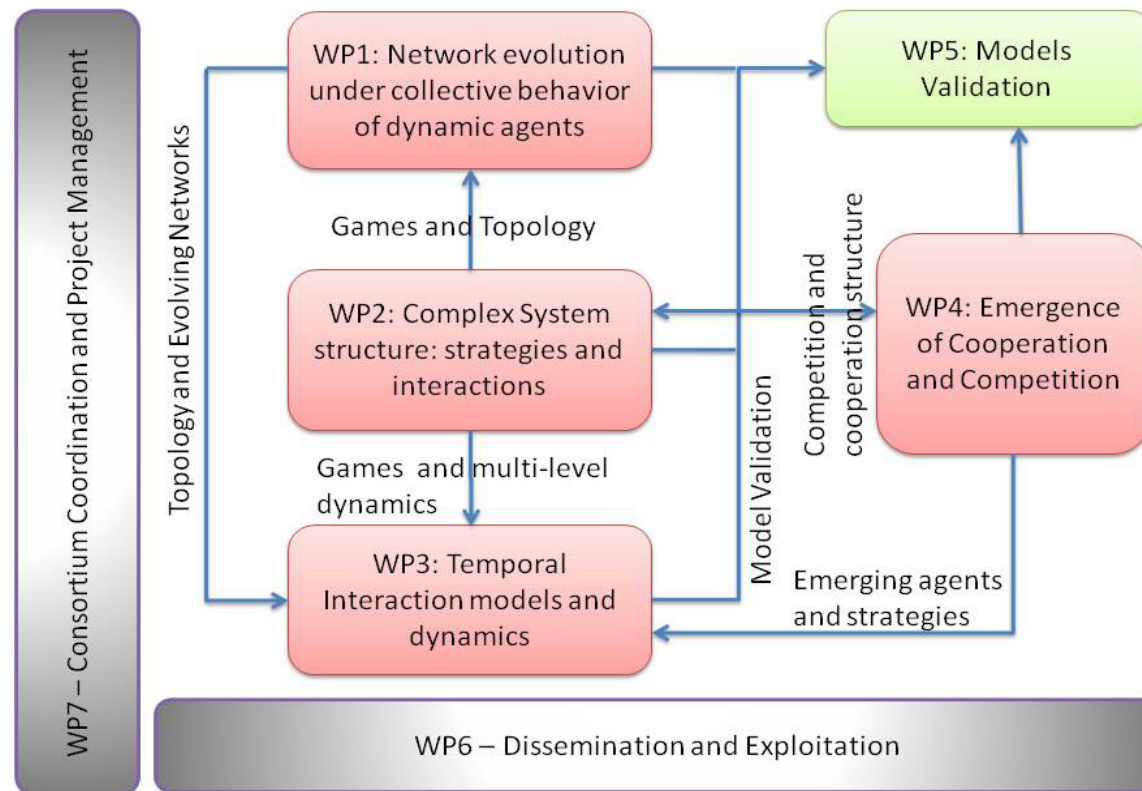 WP7 – Consortium Coordination and Project Management
Topology and Evolving Networks
WP1: Network evolution
under collective behavior
of dynamic agents
WP5: Models
Validation
Games and Topology
WP2: Complex System
structure: strategies and
interactions
Competition and
cooperation structure
WP4: Emergence
of Cooperation
and Competition
Games and multi-level
dynamics
Model Validation
WP3: Temporal
Interaction models and
dynamics
Emerging agents
and strategies
WP6 – Dissemination and Exploitation